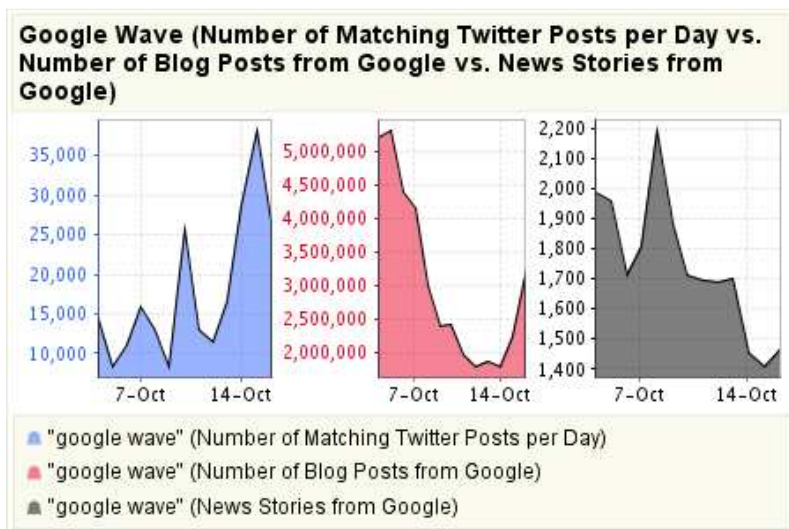 Google Wave (Number of Matching Twitter Posts per Day vs.
Number of Blog Posts from Google vs. News Stories from
Google)
35,000
30,000
25,000
20,000
15,000
10,000
7-Oct
14-Oct
5,000,000
4,500,000
4,000,000
3,500,000
3,000,000
2,500,000
2,000,000
7-Oct
14-Oct
2,200
2,100
2,000
1,900
1,800
1,700
1,600
1,500
1,400
7-Oct
14-Oct
"google wave" (Number of Matching Twitter Posts per Day)
"google wave" (Number of Blog Posts from Google)
"google wave" (News Stories from Google)